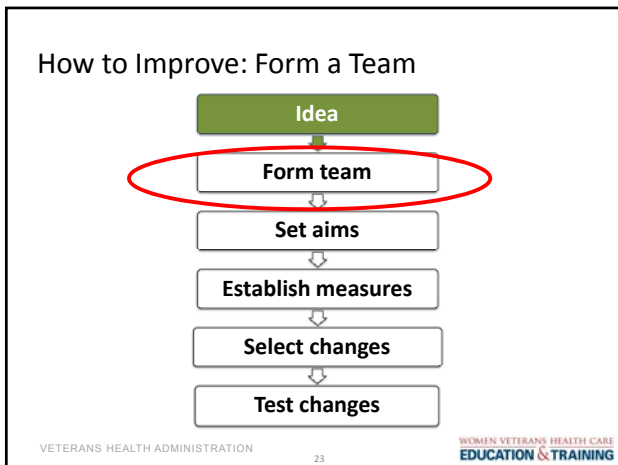 How to Improve: Form a Team
Idea
Form team
Set aims
Establish measures
Select changes
Test changes
VETERANS HEALTH ADMINISTRATION
23
WOMEN VETERANS HEALTH CARE
EDUCATION & TRAINING